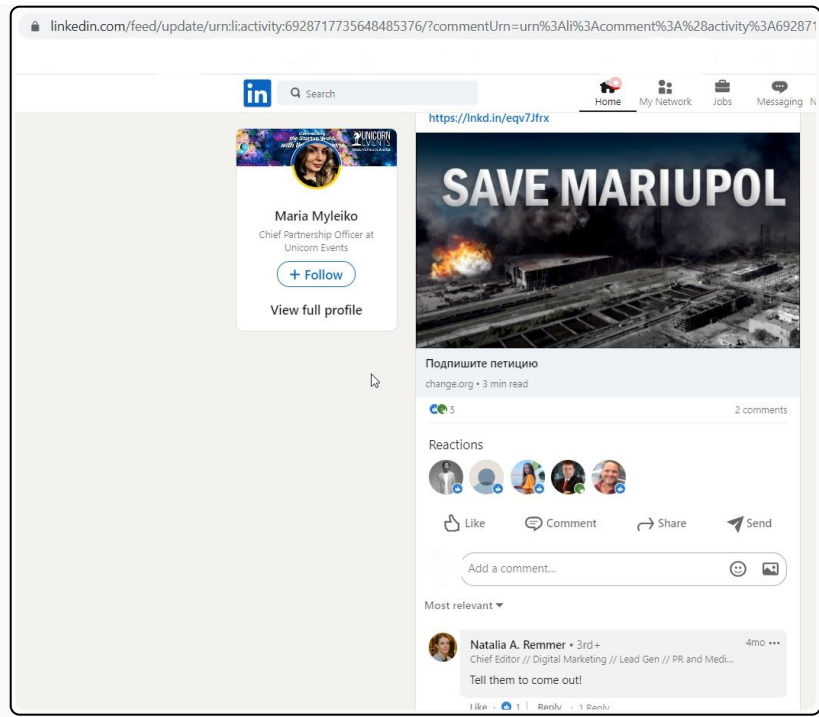 linkedin.com/feed/update/urn:li:activity:6928717735648485376/?commentUrn=urn%3Ali%3Acomment%3A%28activity%3A692871
in
Search
Home
My Network
Jobs
Messaging
N
https://lnkd.in/eqv7Jfrx
UNICORN
EVENTS
SAVE MARIUPOL
Maria Myleiko
Chief Partnership Officer at
Unicorn Events
+ Follow
View full profile
Подпишите петицию
change.org • 3 min read
5
2 comments
Reactions
Like
Comment
Share
Send
Add a comment...
Most relevant
Natalia A. Remmer • 3rd+
4mo •••
Chief Editor // Digital Marketing // Lead Gen // PR and Medi...
Tell them to come out!
Like · 1 | Reply · 1 Reply